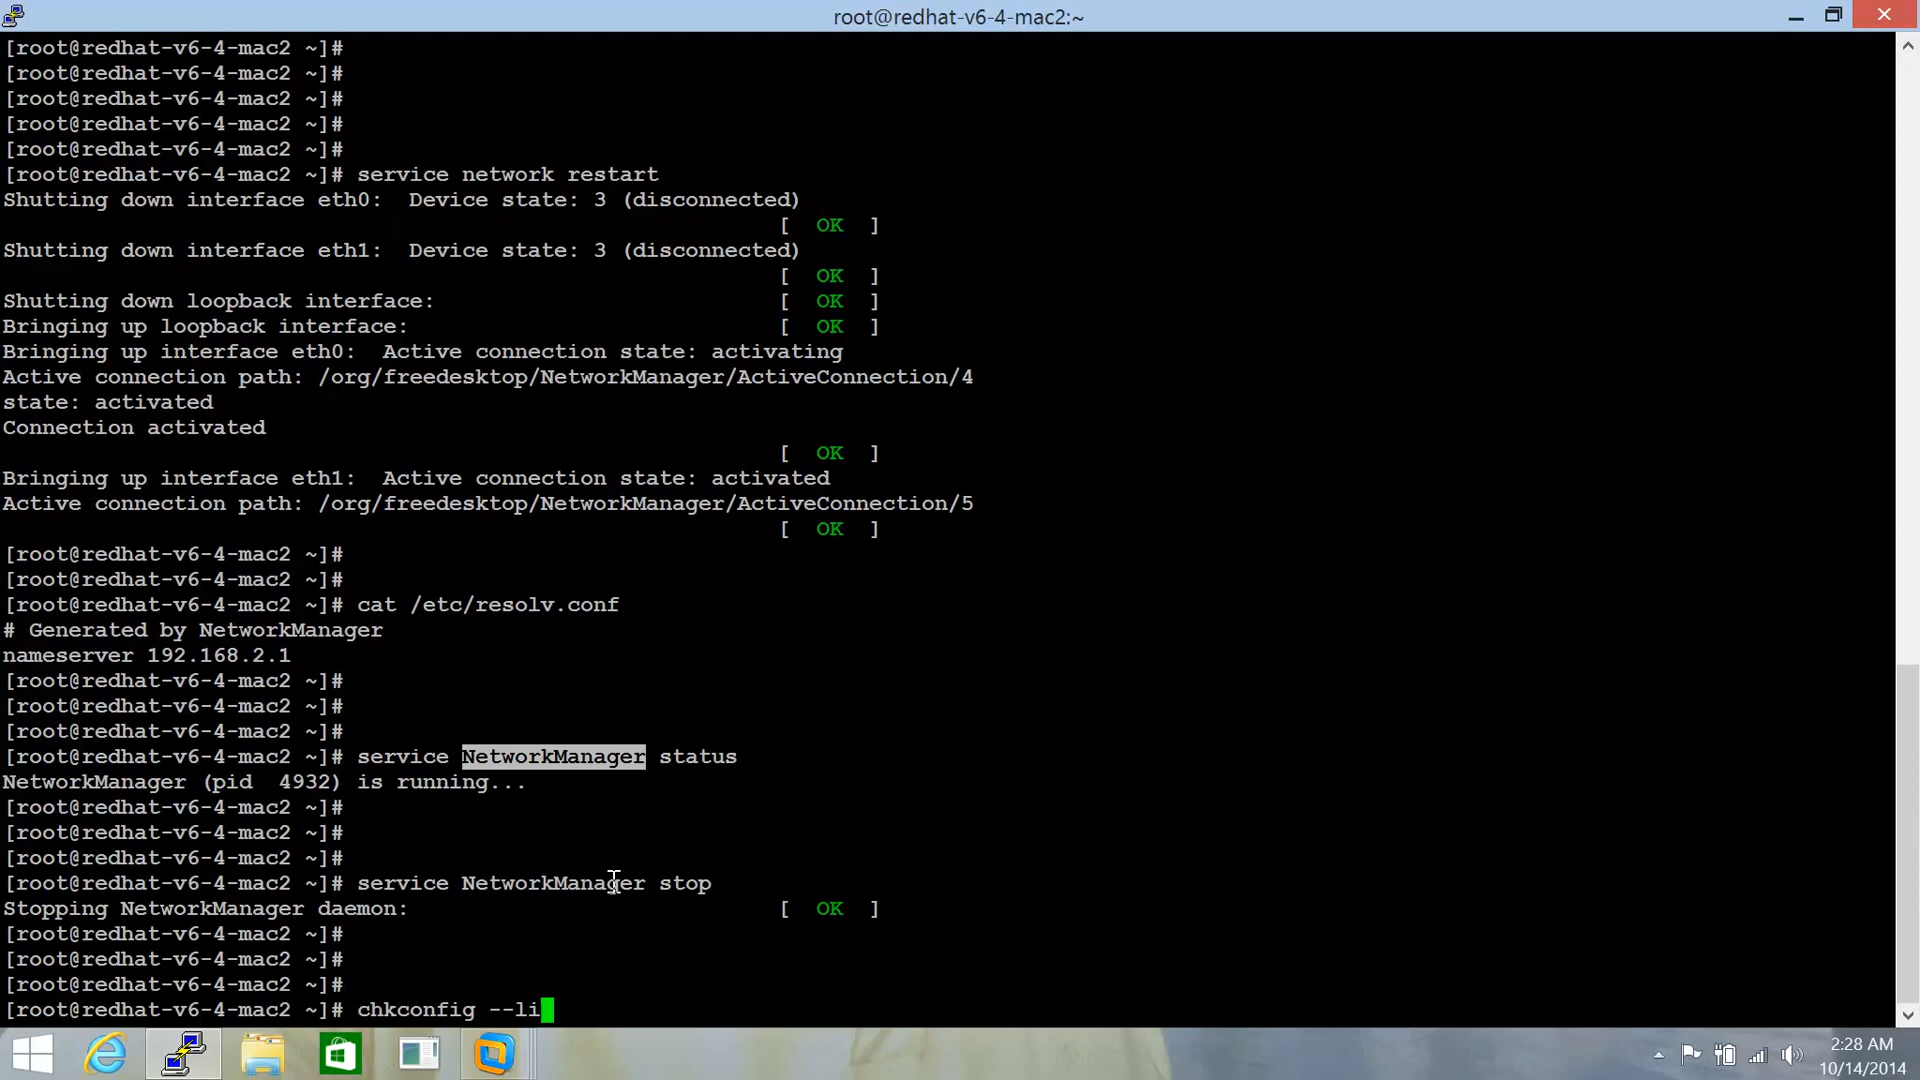 root@redhat-v6-4-mac2:~
[root@redhat-v6-4-mac2 ~]#
[root@redhat-v6-4-mac2 ~]#
[root@redhat-v6-4-mac2 ~]#
[root@redhat-v6-4-mac2 ~]#
[root@redhat-v6-4-mac2 ~]#
[root@redhat-v6-4-mac2 ~]# service network restart
Shutting down interface eth0:  Device state: 3 (disconnected)
[  OK  ]
Shutting down interface eth1:  Device state: 3 (disconnected)
[  OK  ]
Shutting down loopback interface:                          [  OK  ]
Bringing up loopback interface:                            [  OK  ]
Bringing up interface eth0:  Active connection state: activating
Active connection path: /org/freedesktop/NetworkManager/ActiveConnection/4
state: activated
Connection activated
[  OK  ]
Bringing up interface eth1:  Active connection state: activated
Active connection path: /org/freedesktop/NetworkManager/ActiveConnection/5
[  OK  ]
[root@redhat-v6-4-mac2 ~]#
[root@redhat-v6-4-mac2 ~]#
[root@redhat-v6-4-mac2 ~]# cat /etc/resolv.conf
# Generated by NetworkManager
nameserver 192.168.2.1
[root@redhat-v6-4-mac2 ~]#
[root@redhat-v6-4-mac2 ~]#
[root@redhat-v6-4-mac2 ~]#
[root@redhat-v6-4-mac2 ~]# service NetworkManager status
NetworkManager (pid  4932) is running...
[root@redhat-v6-4-mac2 ~]#
[root@redhat-v6-4-mac2 ~]#
[root@redhat-v6-4-mac2 ~]#
[root@redhat-v6-4-mac2 ~]# service NetworkManager stop
Stopping NetworkManager daemon:                            [  OK  ]
[root@redhat-v6-4-mac2 ~]#
[root@redhat-v6-4-mac2 ~]#
[root@redhat-v6-4-mac2 ~]#
[root@redhat-v6-4-mac2 ~]# chkconfig --li
2:28 AM
10/14/2014